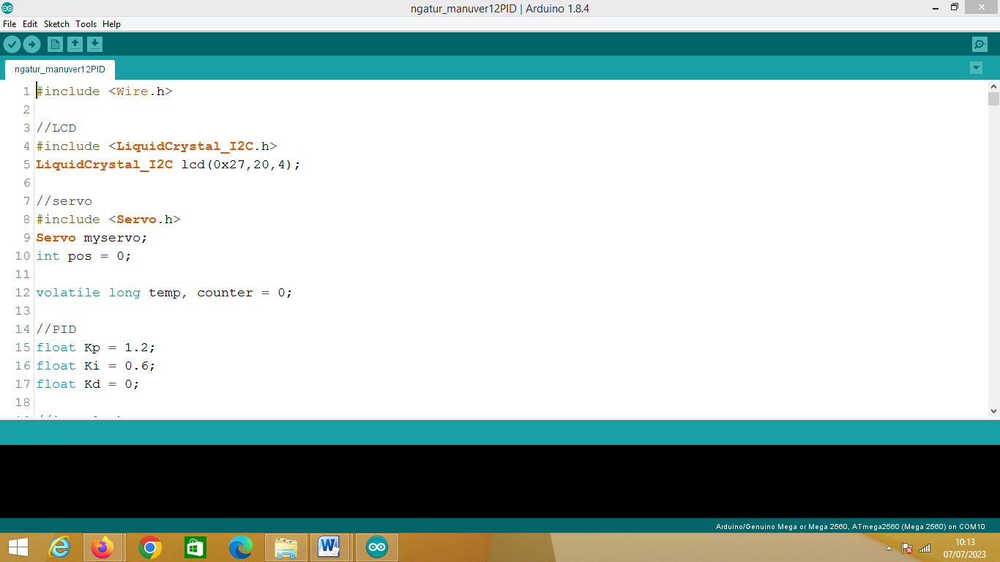 ngatur_manuver12PID | Arduino 1.8.4
File Edit Sketch Tools Help
ngatur_manuver12PID
1 #include <Wire.h>
2
3 //LCD
4 #include <LiquidCrystal_I2C.h>
5 LiquidCrystal_I2C lcd(0x27,20,4);
6
7 //servo
8 #include <Servo.h>
9 Servo myservo;
10 int pos = 0;
11
12 volatile long temp, counter = 0;
13
14 //PID
15 float Kp = 1.2;
16 float Ki = 0.6;
17 float Kd = 0;
18
Arduino/Genuino Mega or Mega 2560, ATmega2560 (Mega 2560) on COM10
10:13
07/07/2023